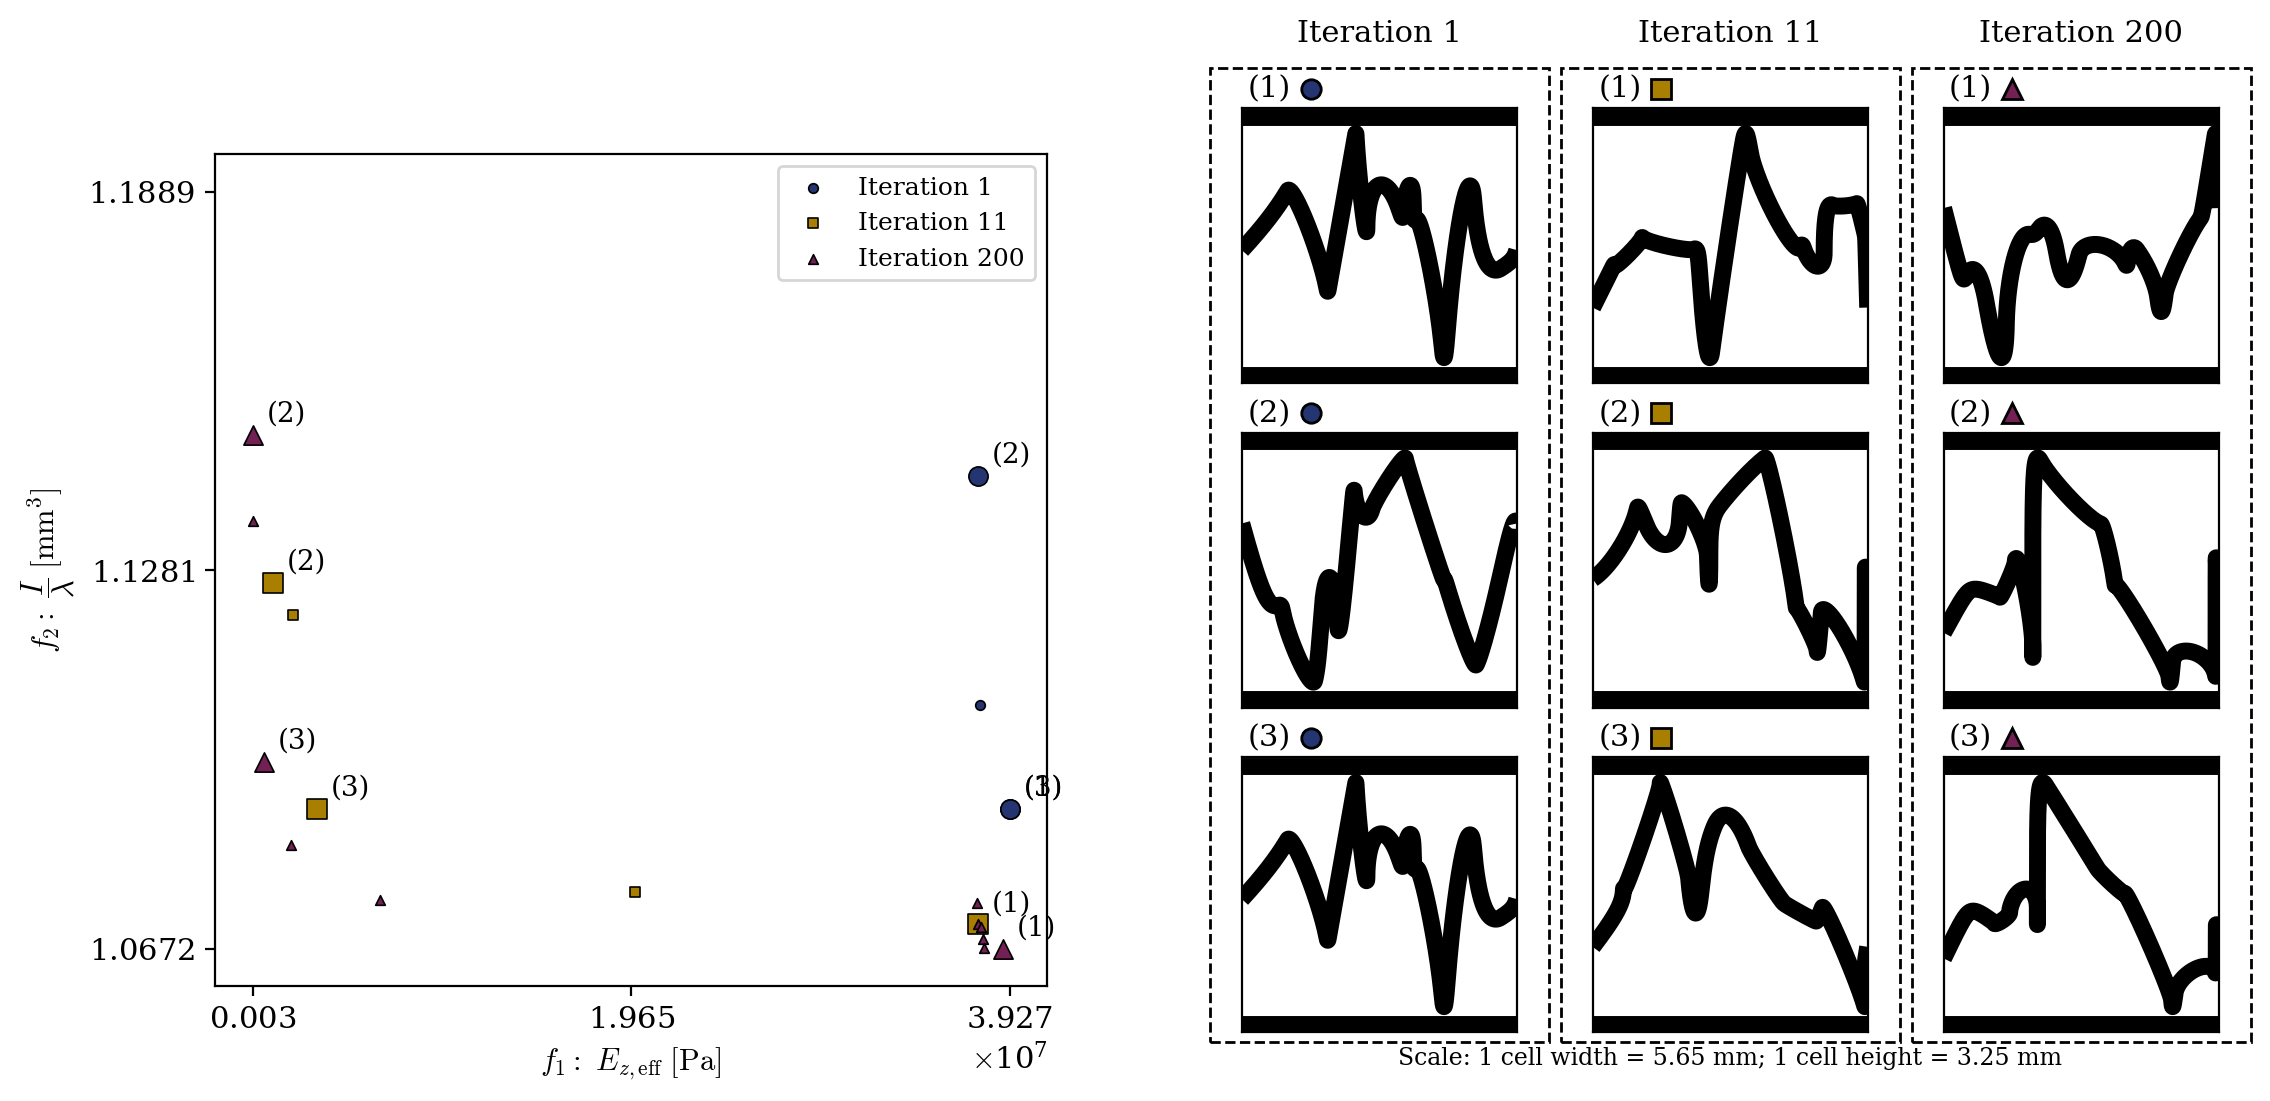 Iteration 1 Iteration 11 Iteration 200
(1) (1) (1)
(2) (2) (2)
(3) (3) (3)
Scale: 1 cell width = 5.65 mm; 1 cell height = 3.25 mm
1.1889
1.1281
1.0672
f₂ : I/λ [mm³]
Iteration 1
Iteration 11
Iteration 200
(2)
(2)
(2)
(3)
(3)
(1)
(3)
(1)
(1)
0.003 1.965 3.927
×10⁷
f₁ : E_z,eff [Pa]